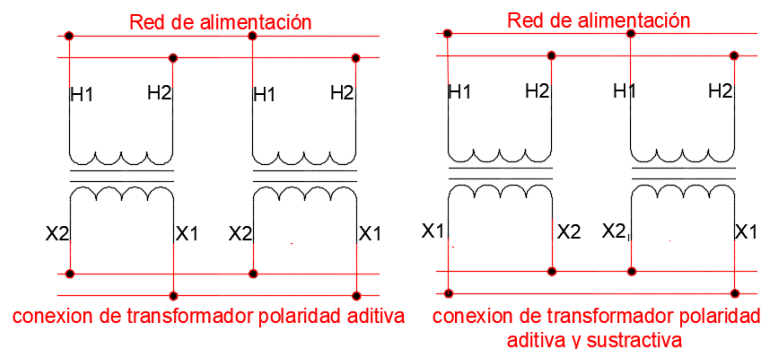 Red de alimentación
H1 H2 H1 H2
X2 X1 X2 X1
conexion de transformador polaridad aditiva
Red de alimentación
H1 H2 H1 H2
X1 X2 X2 X1
conexion de transformador polaridad
aditiva y sustractiva